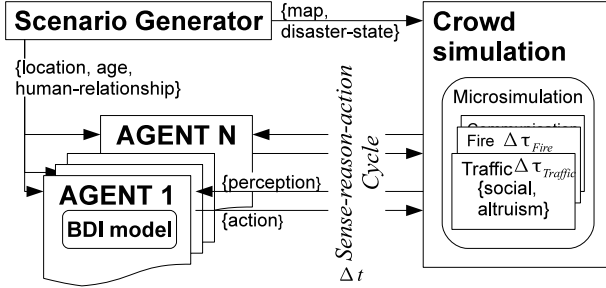 Scenario Generator
{map,
disaster-state}
{location, age,
human-relationship}
Crowd
simulation
Microsimulation
Fire Δ τFire
Traffic Δ τTraffic
{social,
altruism}
AGENT N
AGENT 1
BDI model
{perception}
{action}
Δ t Sense-reason-action
Cycle